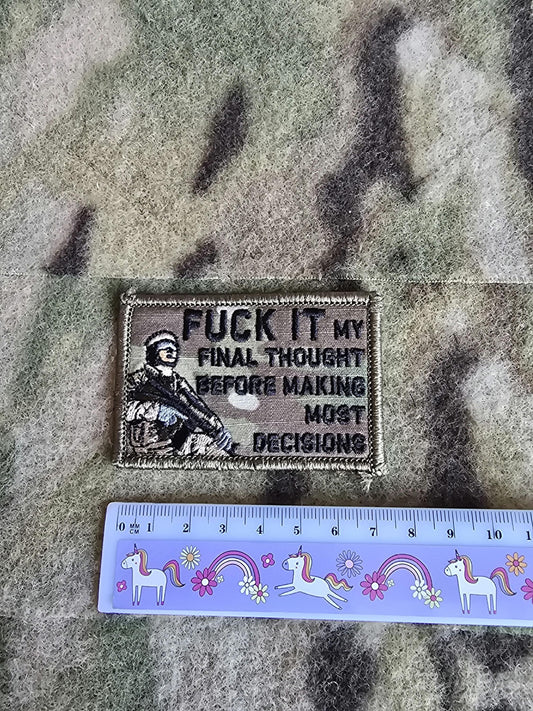 FUCK IT MY
FINAL THOUGHT
BEFORE MAKING
MOST
DECISIONS
0 MM 1 2 3 4 5 6 7 8 9 10
CM